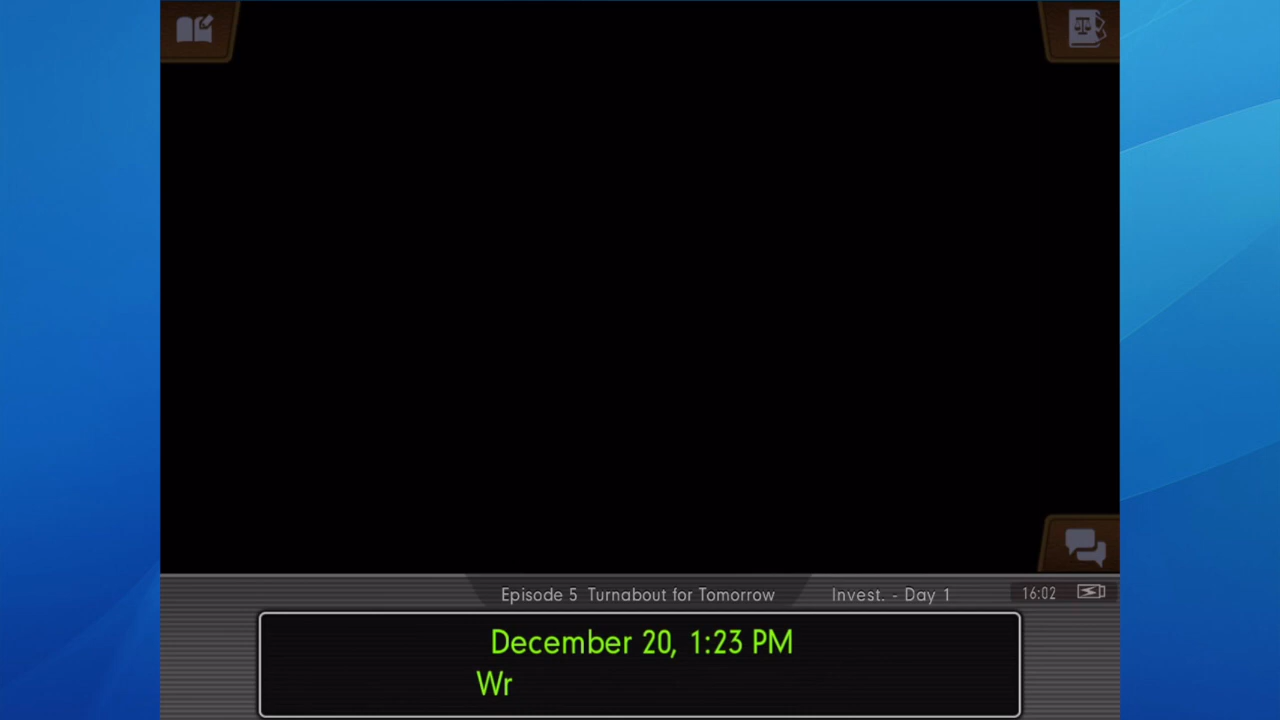 Episode 5 Turnabout for Tomorrow Invest. - Day 1 16:02
December 20, 1:23 PM
Wr